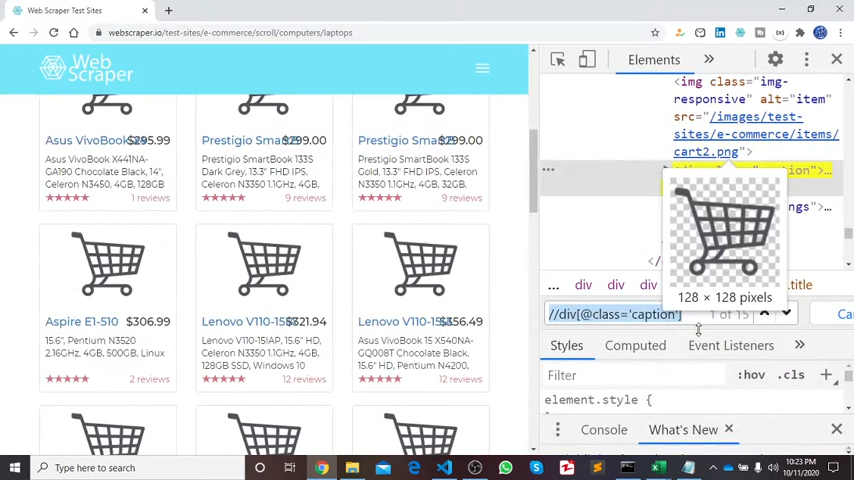 Web Scraper Test Sites
webscraper.io/test-sites/e-commerce/scroll/computers/laptops
Web
Scraper
Asus VivoBook $295.99
Asus VivoBook X441NA-
GA190 Chocolate Black, 14",
Celeron N3450, 4GB, 128GB
1 reviews
Prestigio Sma $299.00
Prestigio SmartBook 133S
Dark Grey, 13.3" FHD IPS,
Celeron N3350 1.1GHz, 4GB,
9 reviews
Prestigio Sma $299.00
Prestigio SmartBook 133S
Gold, 13.3" FHD IPS,
Celeron N3350 1.1GHz, 4GB,
9 reviews
Aspire E1-510 $306.99
15.6", Pentium N3520
2.16GHz, 4GB, 500GB, Linux
2 reviews
Lenovo V110-15 $321.94
Lenovo V110-15IAP, 15.6" HD,
Celeron N3350 1.1GHz, 4GB,
128GB SSD, Windows 10
12 reviews
Lenovo V110-15 $356.49
Asus VivoBook 15 X540NA-
GQ008T Chocolate Black,
15.6" HD, Pentium N4200,
12 reviews
Elements
<img class="img-
responsive" alt="item"
src="/images/test-
sites/e-commerce/items/
cart2.png">
128 × 128 pixels
... div div div .title
//div[@class='caption'] 1 of 15 Ca
Styles Computed Event Listeners
Filter :hov .cls
element.style {
Console What's New
Type here to search
10:23 PM
10/11/2020